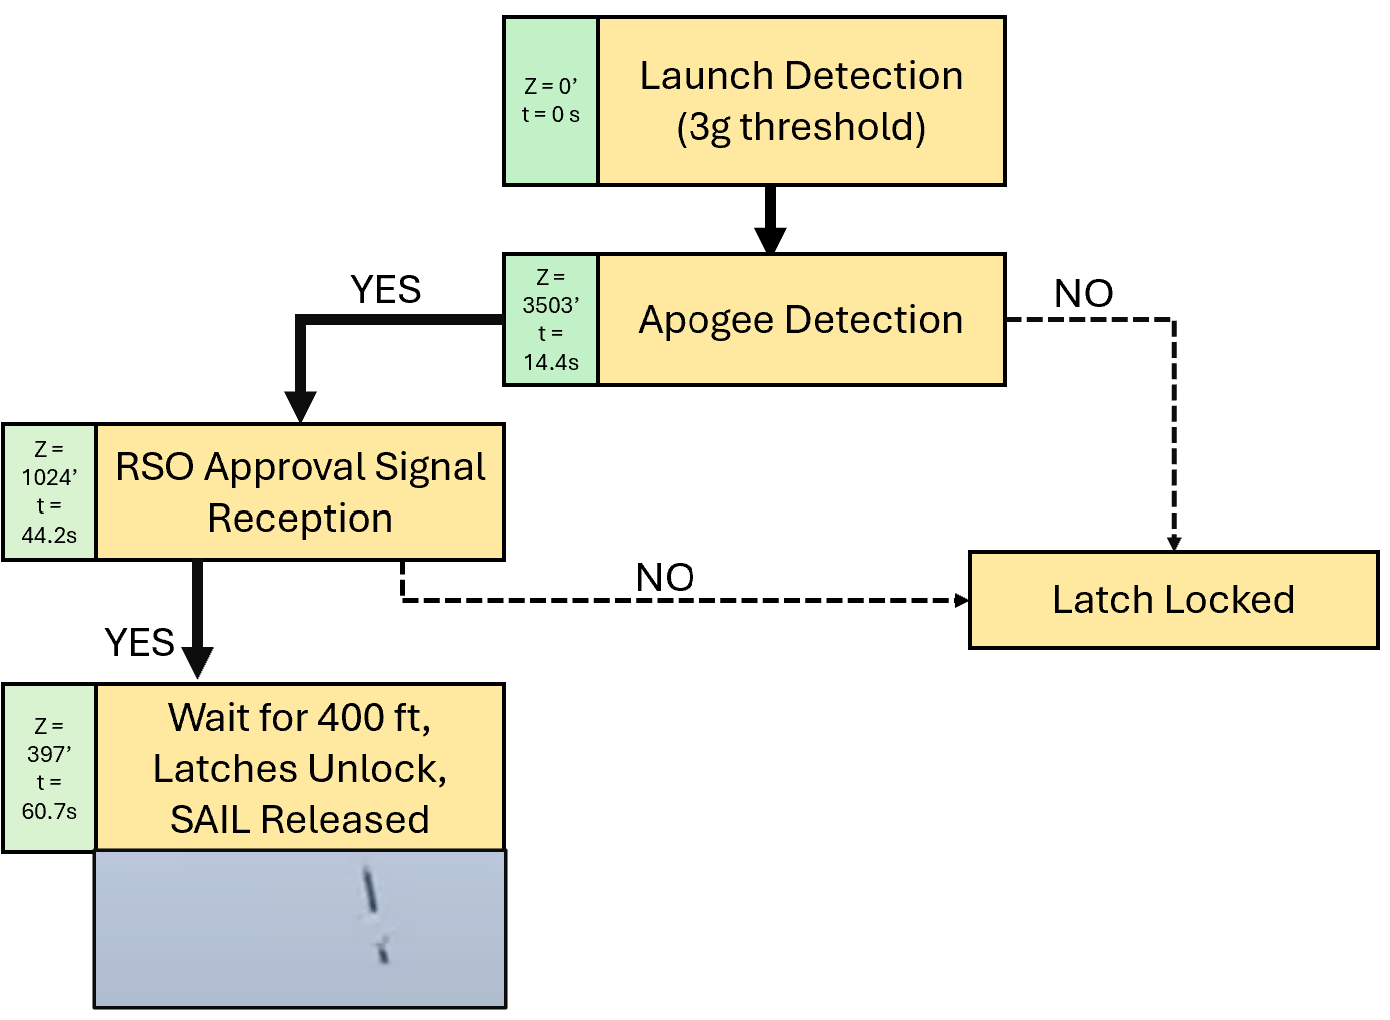 Z = 0’
t = 0 s
Launch Detection
(3g threshold)
YES
Z =
3503’
t =
14.4s
Apogee Detection
NO
Z =
1024’
t =
44.2s
RSO Approval Signal
Reception
NO
Latch Locked
YES
Z =
397’
t =
60.7s
Wait for 400 ft,
Latches Unlock,
SAIL Released